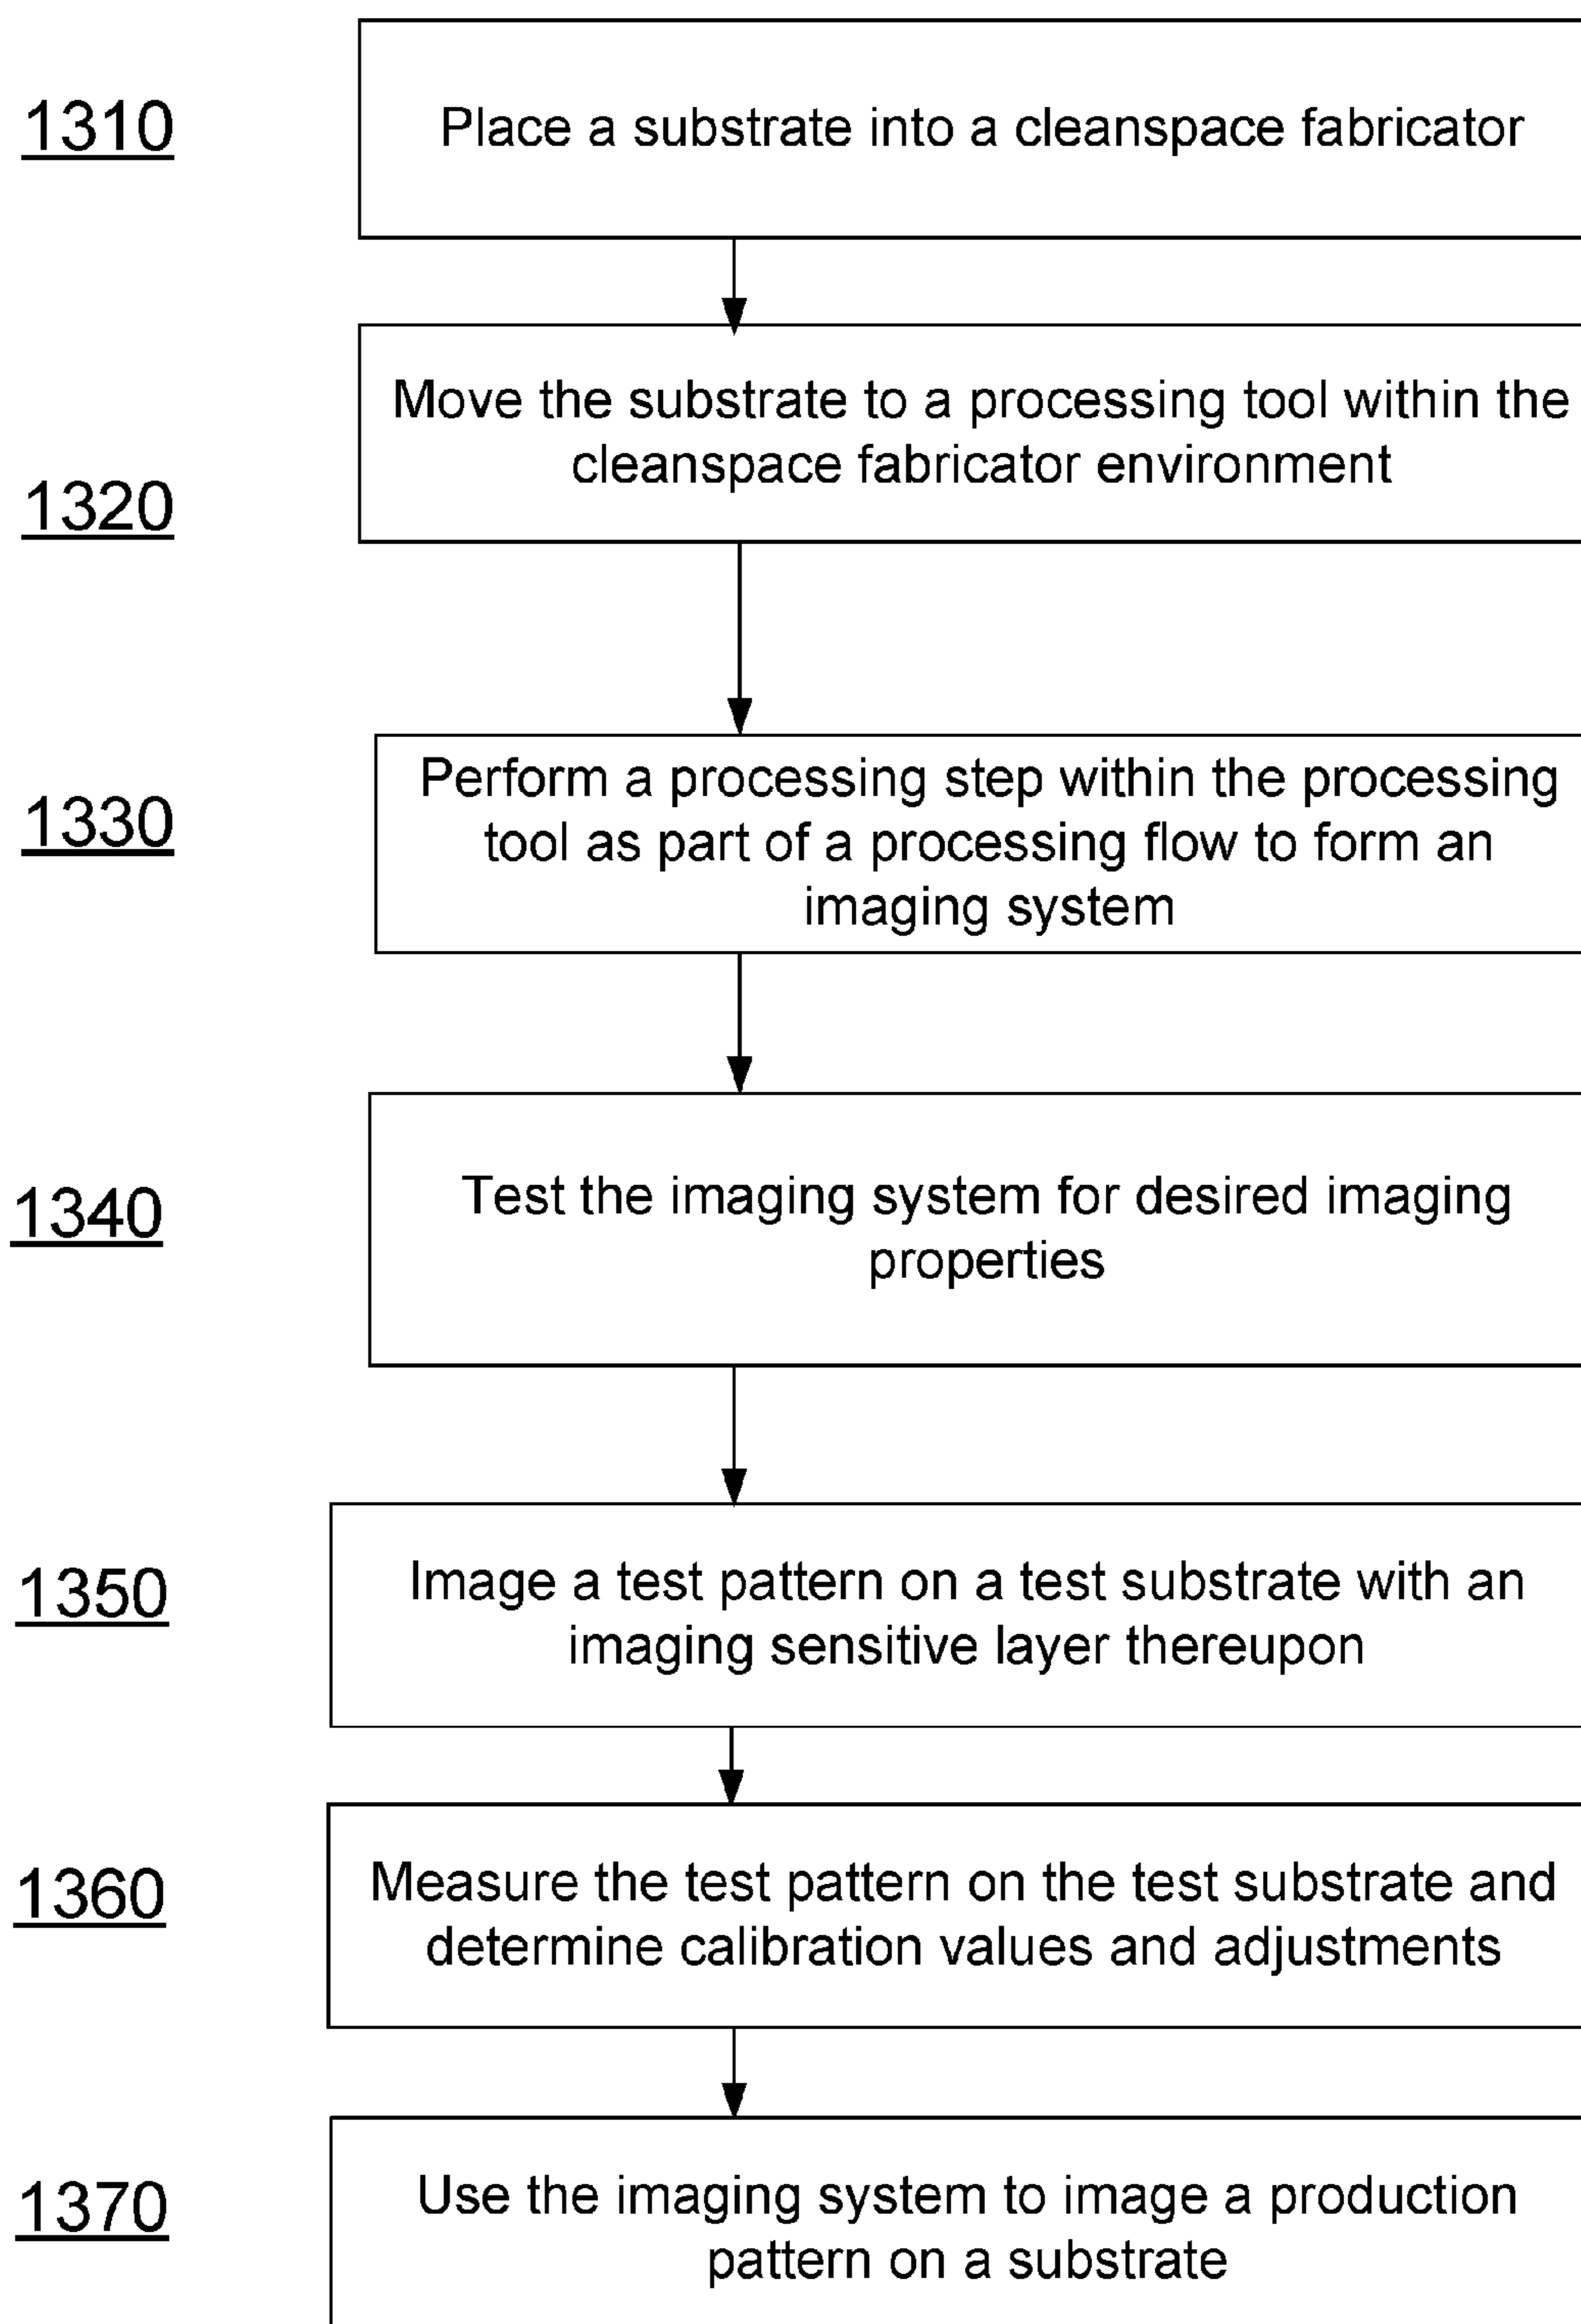 1310
Place a substrate into a cleanspace fabricator
Move the substrate to a processing tool within the
cleanspace fabricator environment
1320
Perform a processing step within the processing
tool as part of a processing flow to form an
imaging system
1330
Test the imaging system for desired imaging
properties
1340
Image a test pattern on a test substrate with an
imaging sensitive layer thereupon
1350
Measure the test pattern on the test substrate and
determine calibration values and adjustments
1360
Use the imaging system to image a production
pattern on a substrate
1370